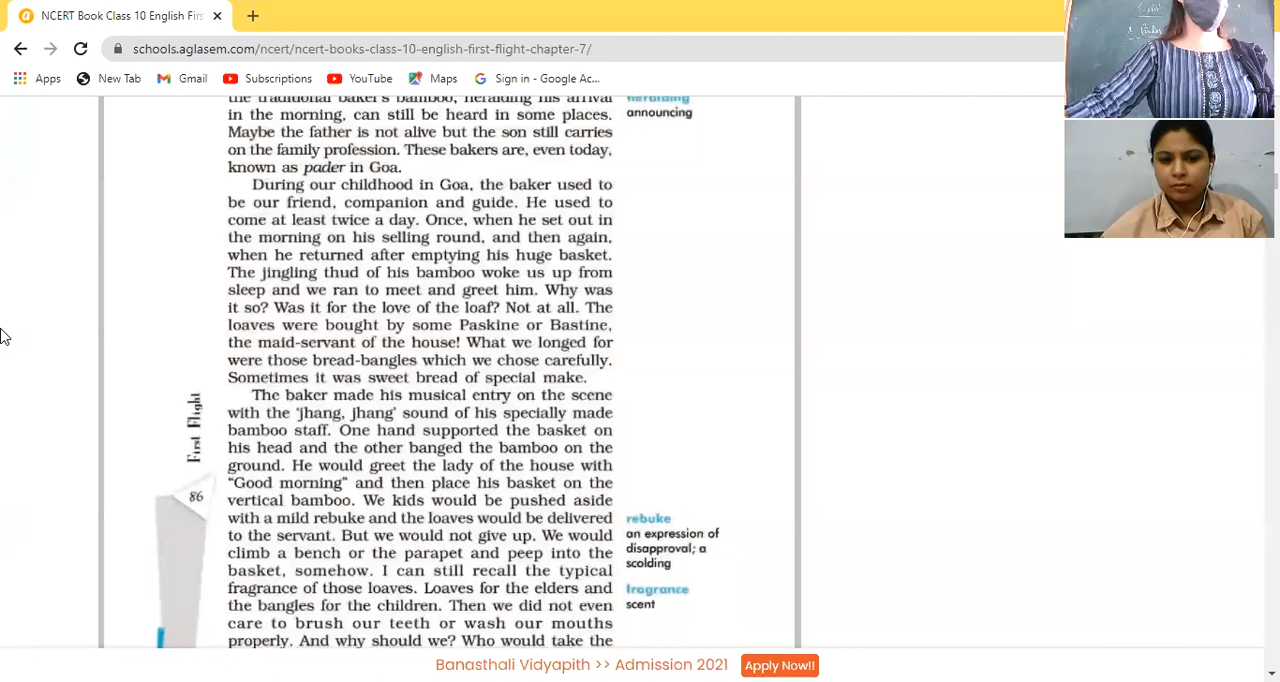 NCERT Book Class 10 English Firs
schools.aglasem.com/ncert/ncert-books-class-10-english-first-flight-chapter-7/
Apps
New Tab
Gmail
Subscriptions
YouTube
Maps
Sign in - Google Ac...
the traditional baker's bamboo, heralding his arrival
in the morning, can still be heard in some places.
Maybe the father is not alive but the son still carries
on the family profession. These bakers are, even today,
known as pader in Goa.
heralding
announcing
During our childhood in Goa, the baker used to
be our friend, companion and guide. He used to
come at least twice a day. Once, when he set out in
the morning on his selling round, and then again,
when he returned after emptying his huge basket.
The jingling thud of his bamboo woke us up from
sleep and we ran to meet and greet him. Why was
it so? Was it for the love of the loaf? Not at all. The
loaves were bought by some Paskine or Bastine,
the maid-servant of the house! What we longed for
were those bread-bangles which we chose carefully.
Sometimes it was sweet bread of special make.
The baker made his musical entry on the scene
with the 'jhang, jhang' sound of his specially made
bamboo staff. One hand supported the basket on
his head and the other banged the bamboo on the
ground. He would greet the lady of the house with
“Good morning” and then place his basket on the
vertical bamboo. We kids would be pushed aside
with a mild rebuke and the loaves would be delivered
to the servant. But we would not give up. We would
climb a bench or the parapet and peep into the
basket, somehow. I can still recall the typical
fragrance of those loaves. Loaves for the elders and
the bangles for the children. Then we did not even
care to brush our teeth or wash our mouths
properly. And why should we? Who would take the
First Flight
86
rebuke
an expression of
disapproval; a
scolding
fragrance
scent
Banasthali Vidyapith >> Admission 2021
Apply Now!!